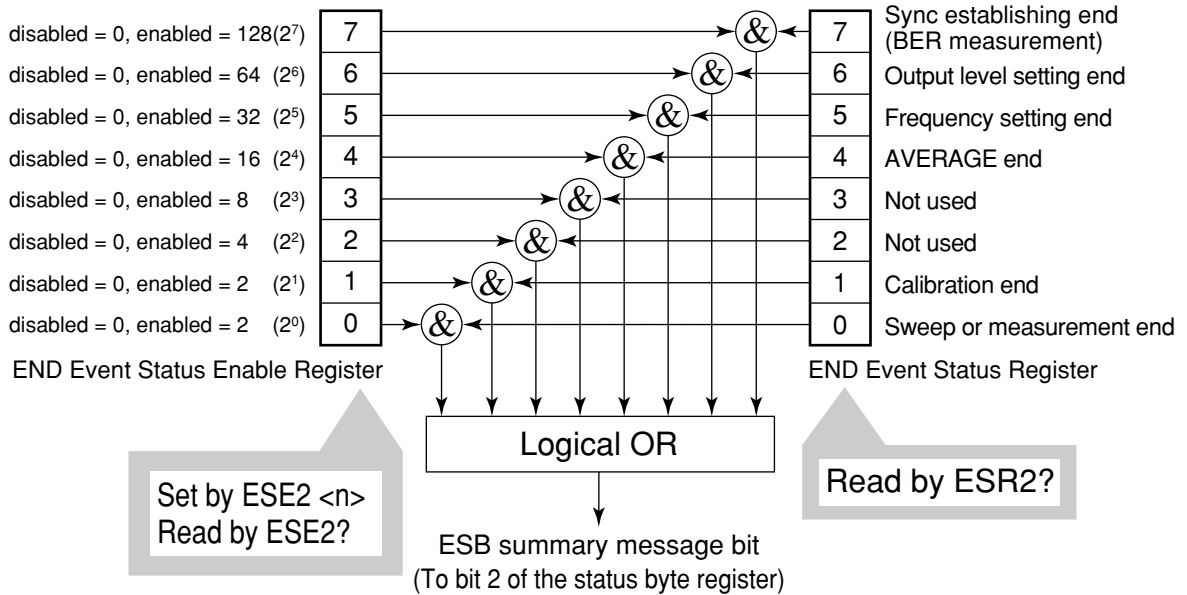 disabled = 0, enabled = 128(2⁷) 7 & 7 Sync establishing end
(BER measurement)
disabled = 0, enabled = 64 (2⁶) 6 & 6 Output level setting end
disabled = 0, enabled = 32 (2⁵) 5 & 5 Frequency setting end
disabled = 0, enabled = 16 (2⁴) 4 & 4 AVERAGE end
disabled = 0, enabled = 8 (2³) 3 & 3 Not used
disabled = 0, enabled = 4 (2²) 2 & 2 Not used
disabled = 0, enabled = 2 (2¹) 1 & 1 Calibration end
disabled = 0, enabled = 2 (2⁰) 0 & 0 Sweep or measurement end
END Event Status Enable Register
END Event Status Register
Logical OR
Set by ESE2 <n>
Read by ESE2?
Read by ESR2?
ESB summary message bit
(To bit 2 of the status byte register)